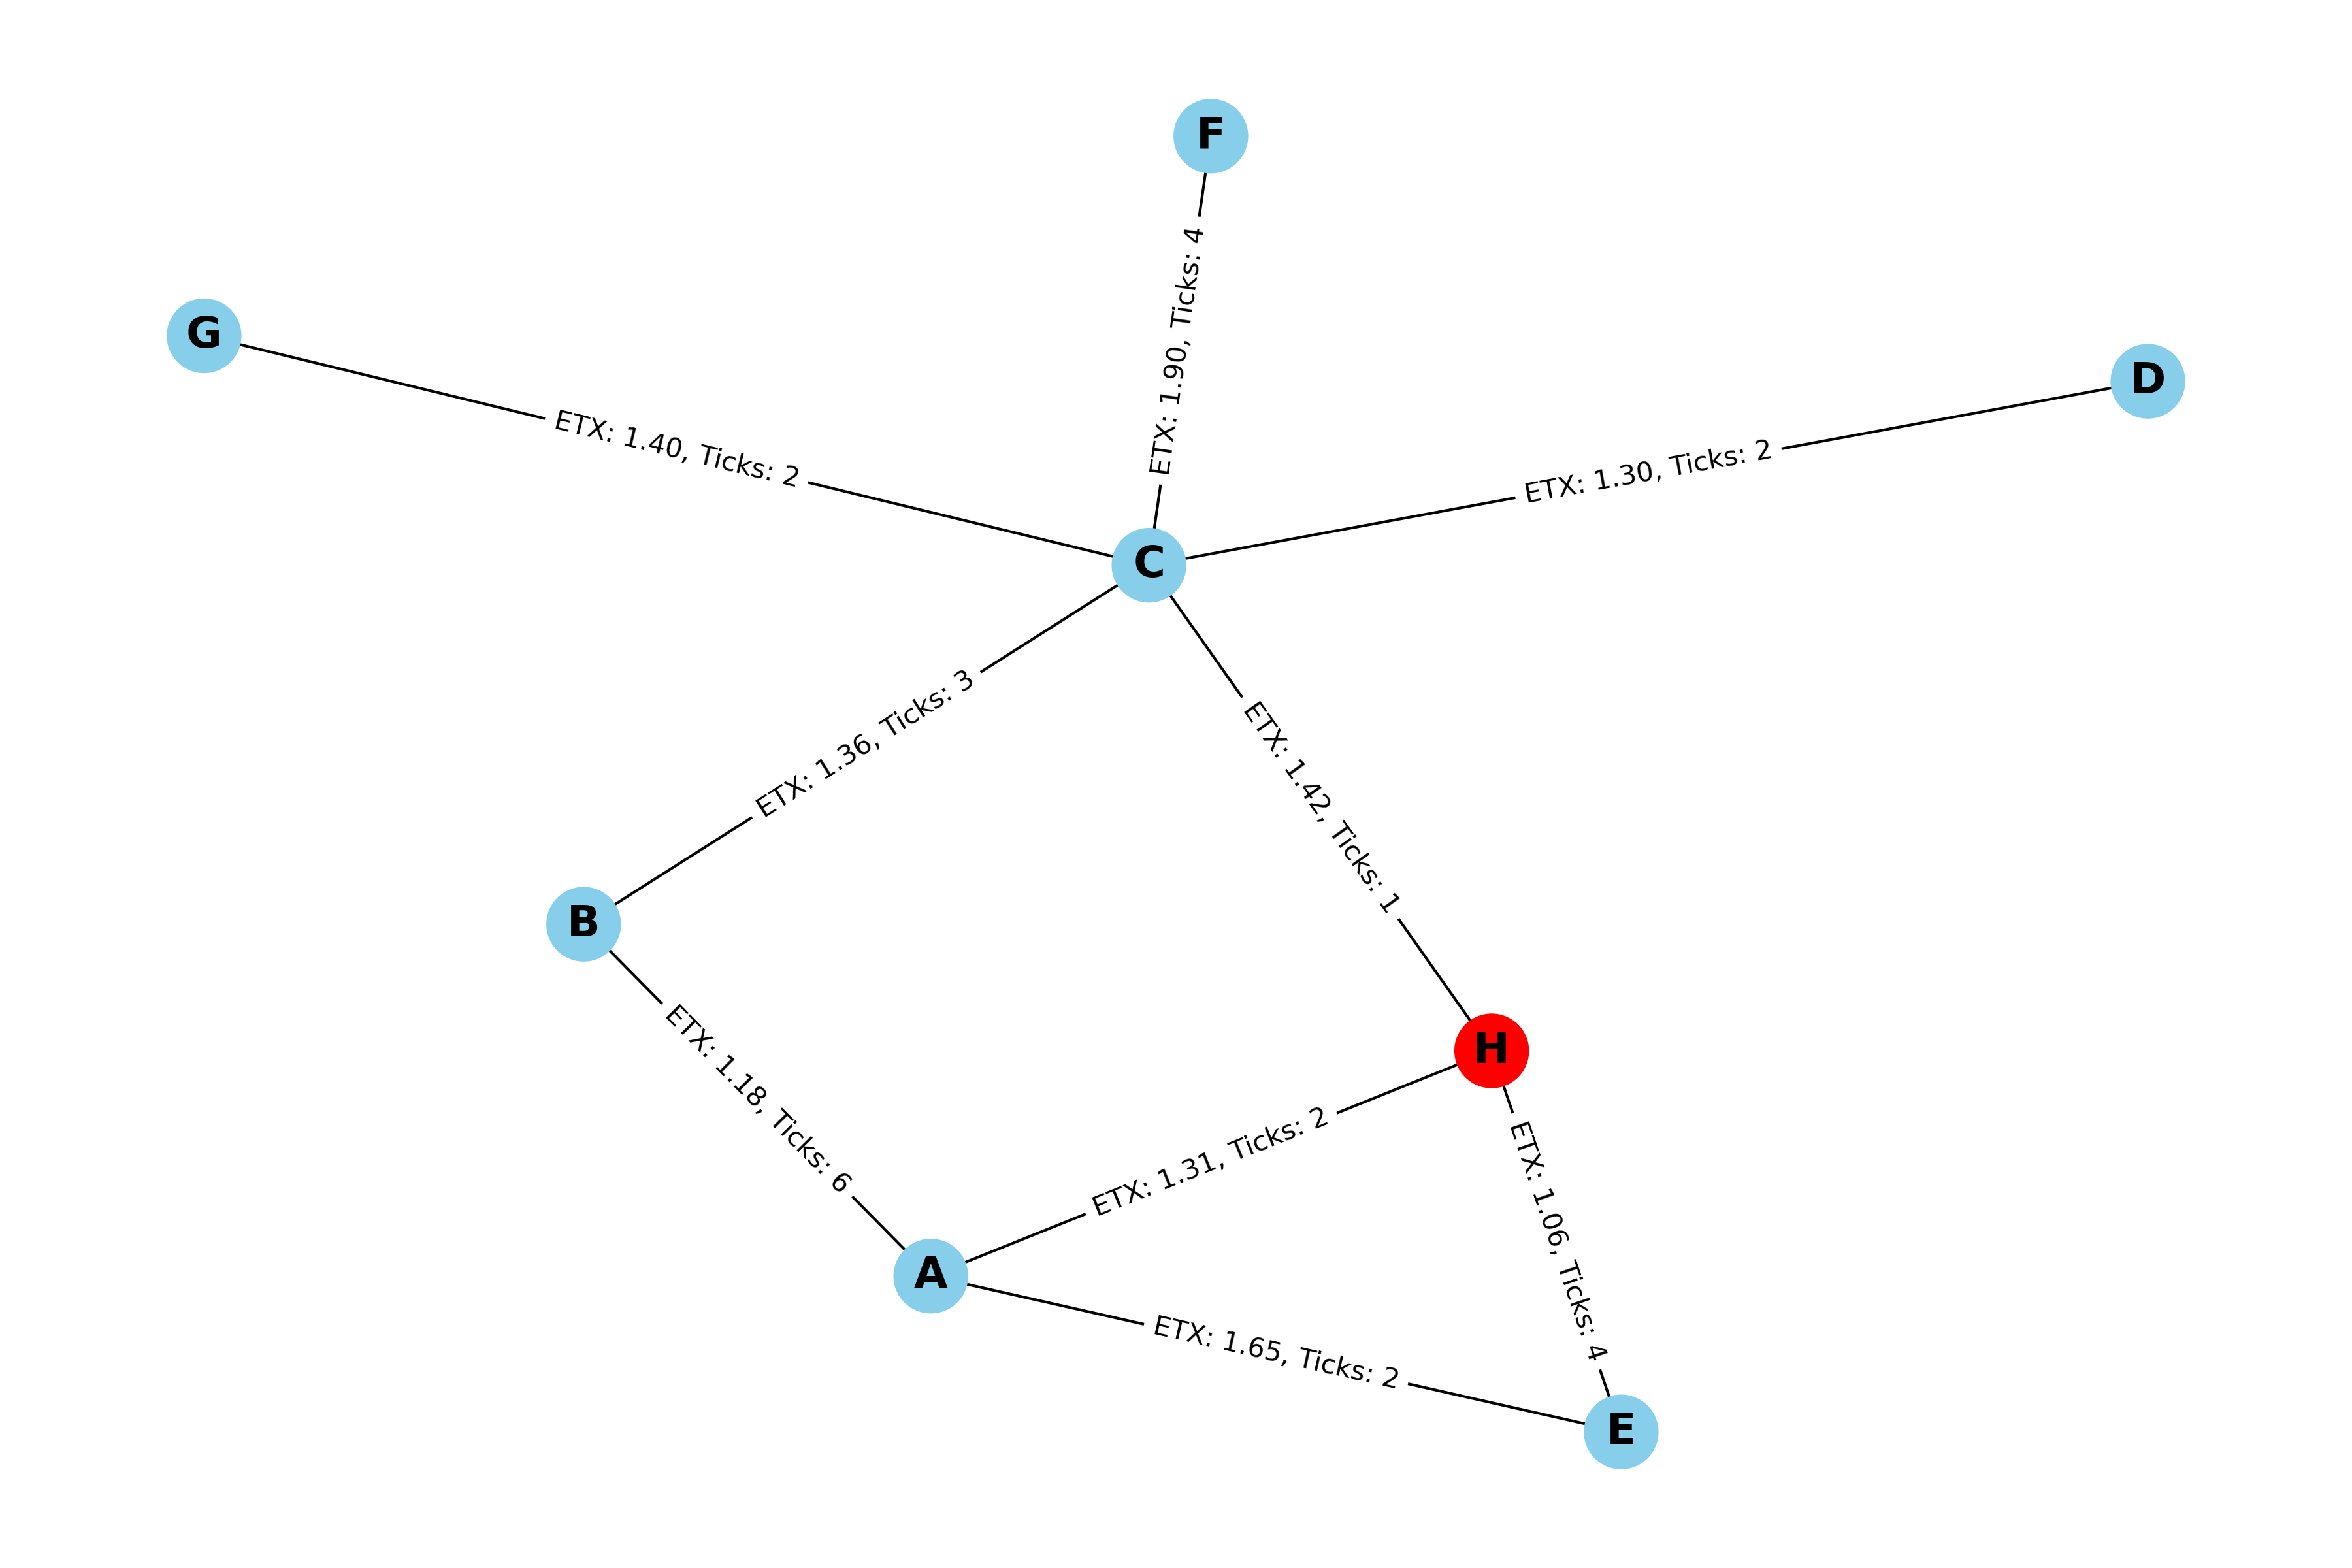 F
G
D
ETX: 1.90, Ticks: 4
ETX: 1.40, Ticks: 2
ETX: 1.30, Ticks: 2
C
ETX: 1.36, Ticks: 3
ETX: 1.42, Ticks: 1
B
H
ETX: 1.18, Ticks: 6
ETX: 1.31, Ticks: 2
ETX: 1.06, Ticks: 4
A
ETX: 1.65, Ticks: 2
E